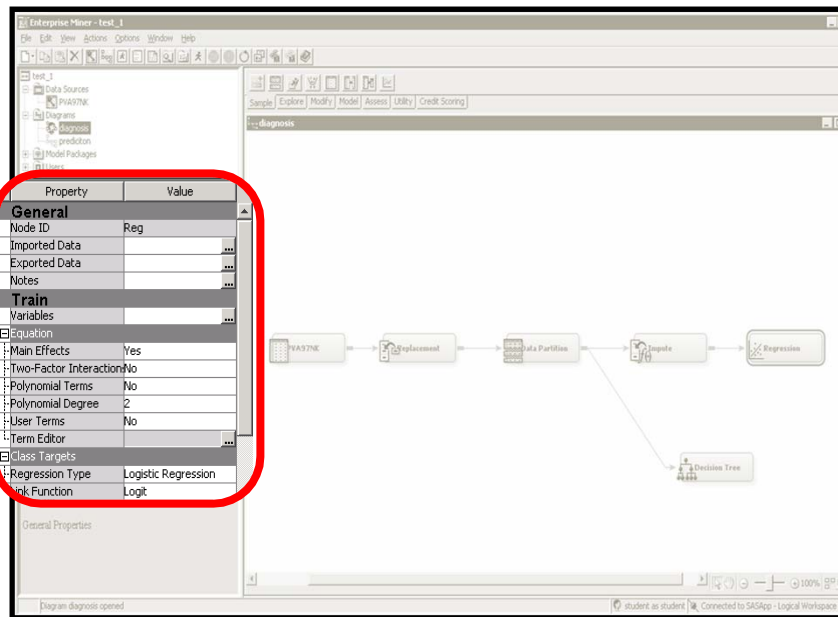 Enterprise Miner - test_1
File Edit View Actions Options Window Help
test_1
Data Sources
PVA97NK
Diagrams
diagnosis
prediciton
Model Packages
Users
Sample Explore Modify Model Assess Utility Credit Scoring
diagnosis
Property Value
General
Node ID Reg
Imported Data ...
Exported Data ...
Notes ...
Train
Variables ...
Equation
Main Effects Yes
Two-Factor Interaction No
Polynomial Terms No
Polynomial Degree 2
User Terms No
Term Editor ...
Class Targets
Regression Type Logistic Regression
Link Function Logit
General Properties
PVA97NK Replacement Data Partition Impute Regression
Decision Tree
100%
Diagram diagnosis opened
student as student Connected to SASApp - Logical Workspace